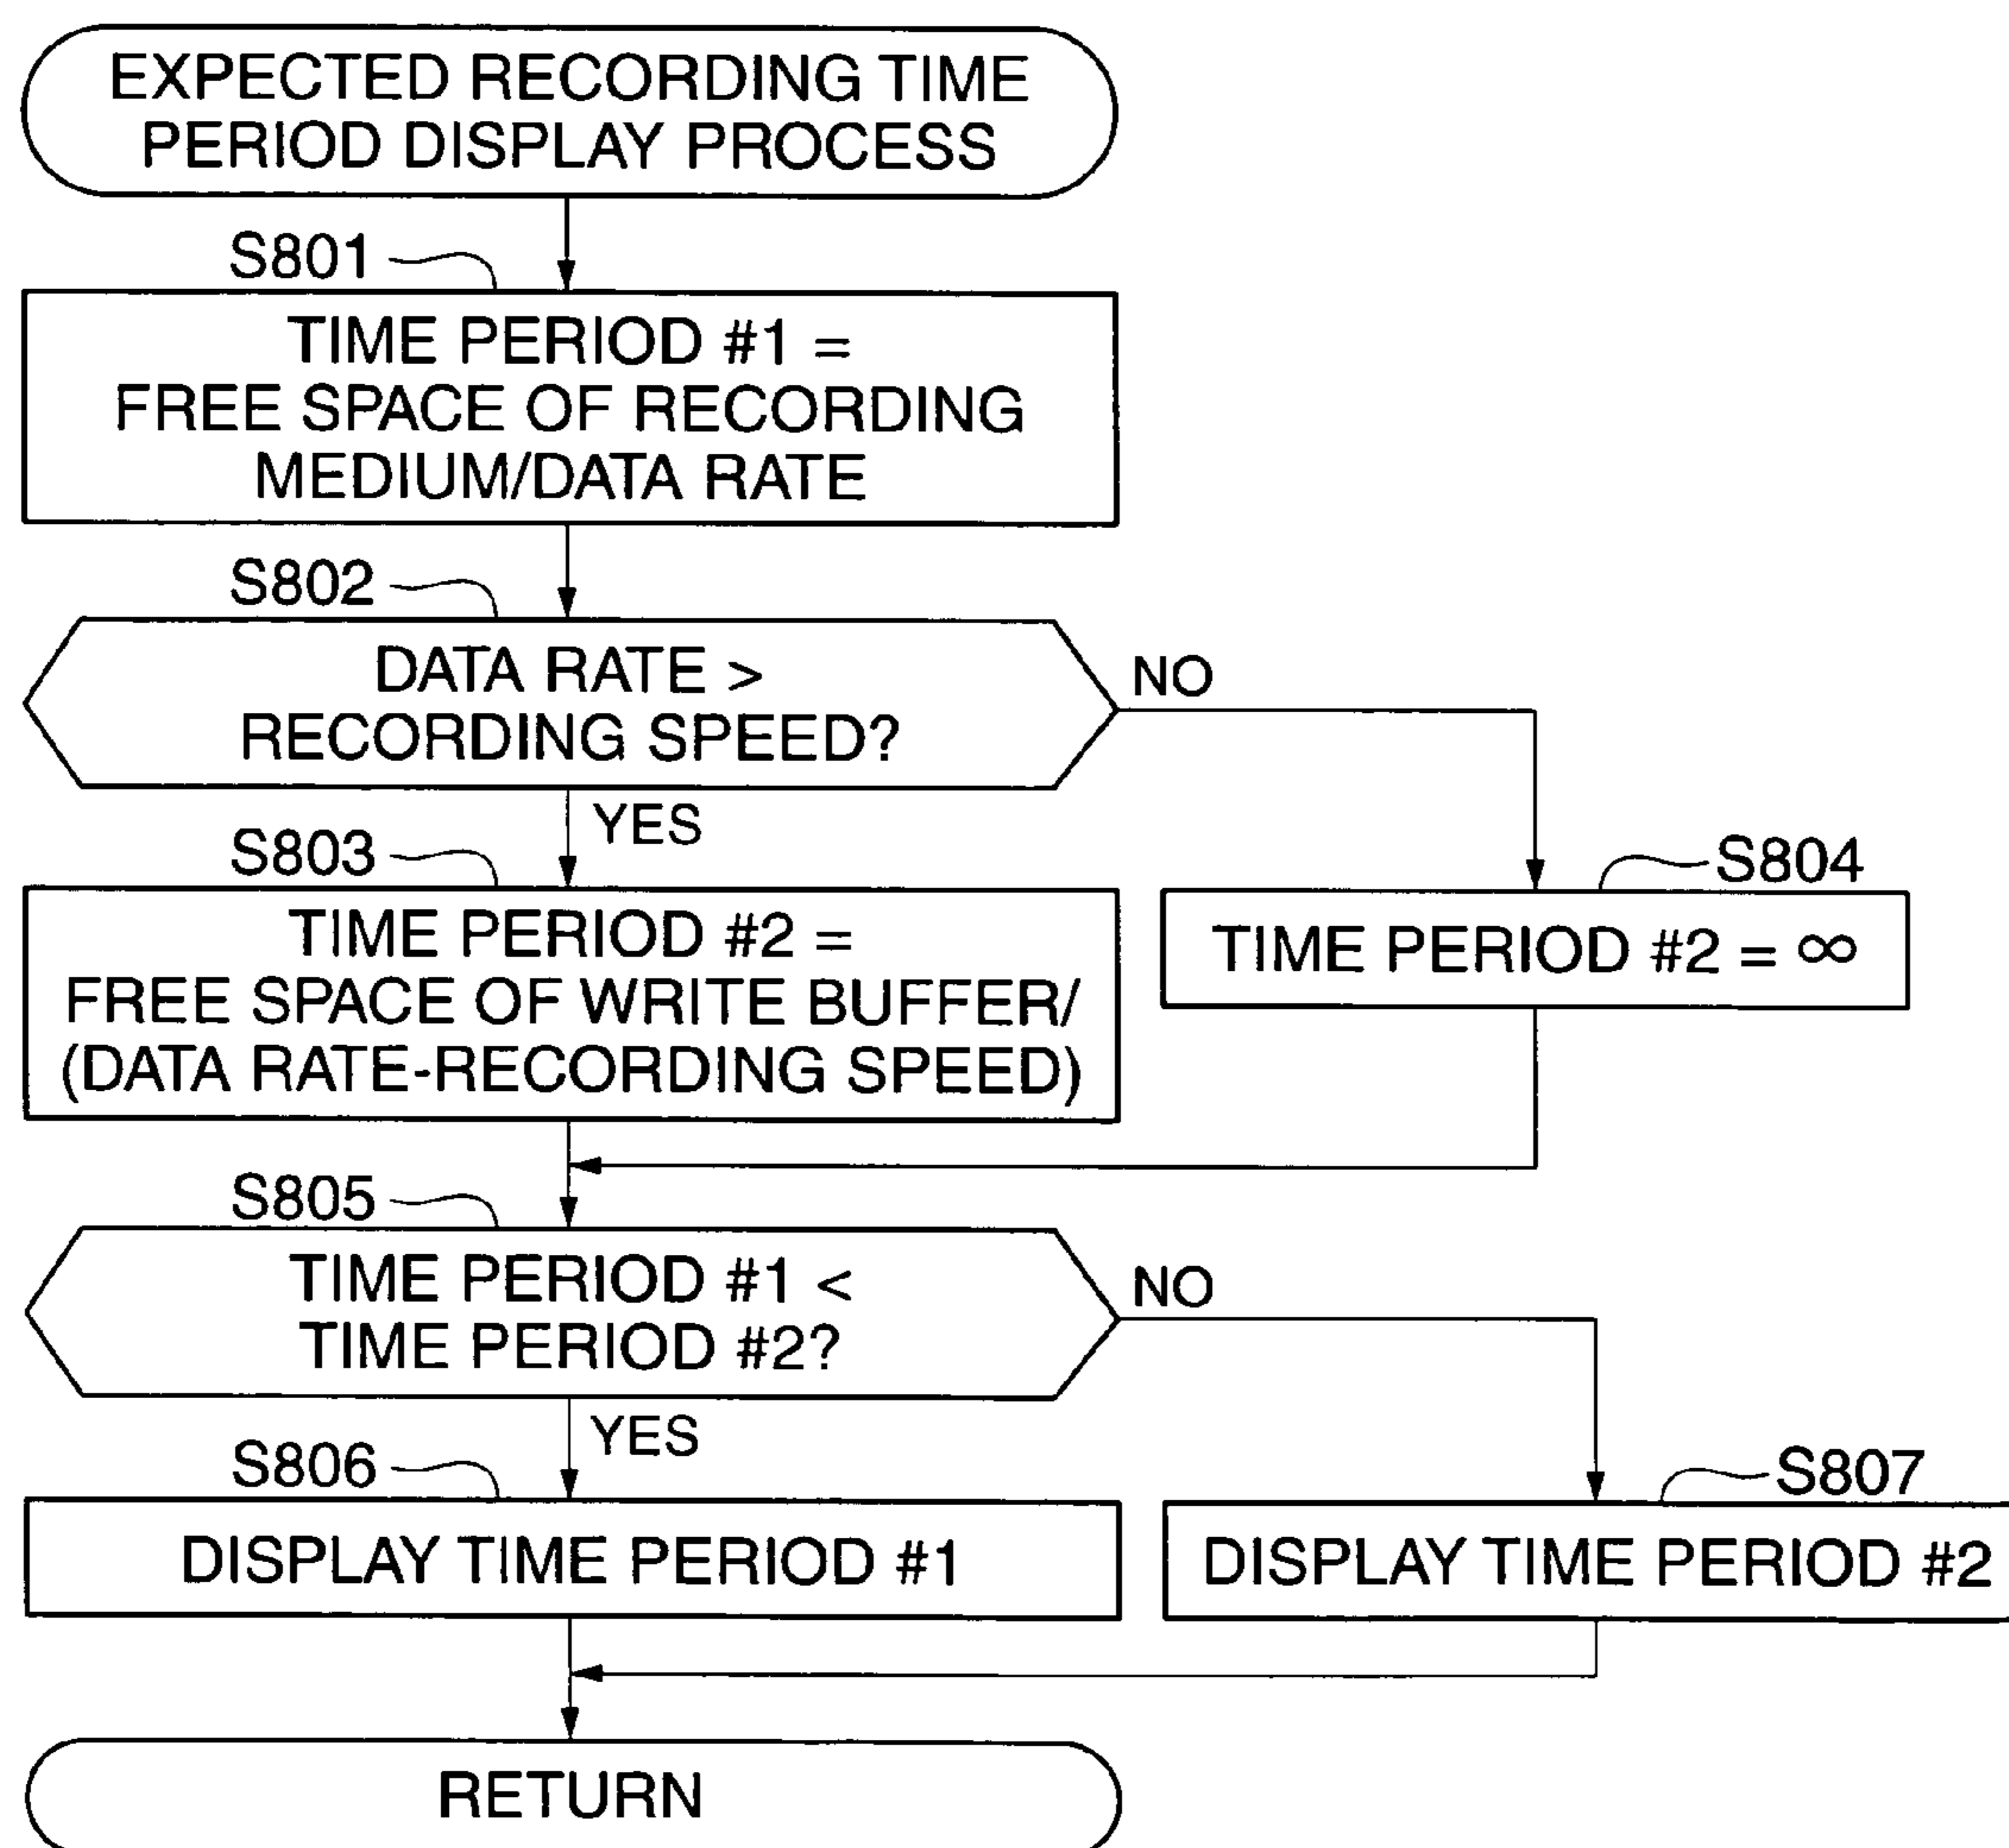 EXPECTED RECORDING TIME
PERIOD DISPLAY PROCESS
S801
TIME PERIOD #1 =
FREE SPACE OF RECORDING
MEDIUM/DATA RATE
S802
DATA RATE >
RECORDING SPEED?
NO
YES
S803
TIME PERIOD #2 =
FREE SPACE OF WRITE BUFFER/
(DATA RATE-RECORDING SPEED)
S804
TIME PERIOD #2 = ∞
S805
TIME PERIOD #1 <
TIME PERIOD #2?
NO
YES
S806
DISPLAY TIME PERIOD #1
S807
DISPLAY TIME PERIOD #2
RETURN